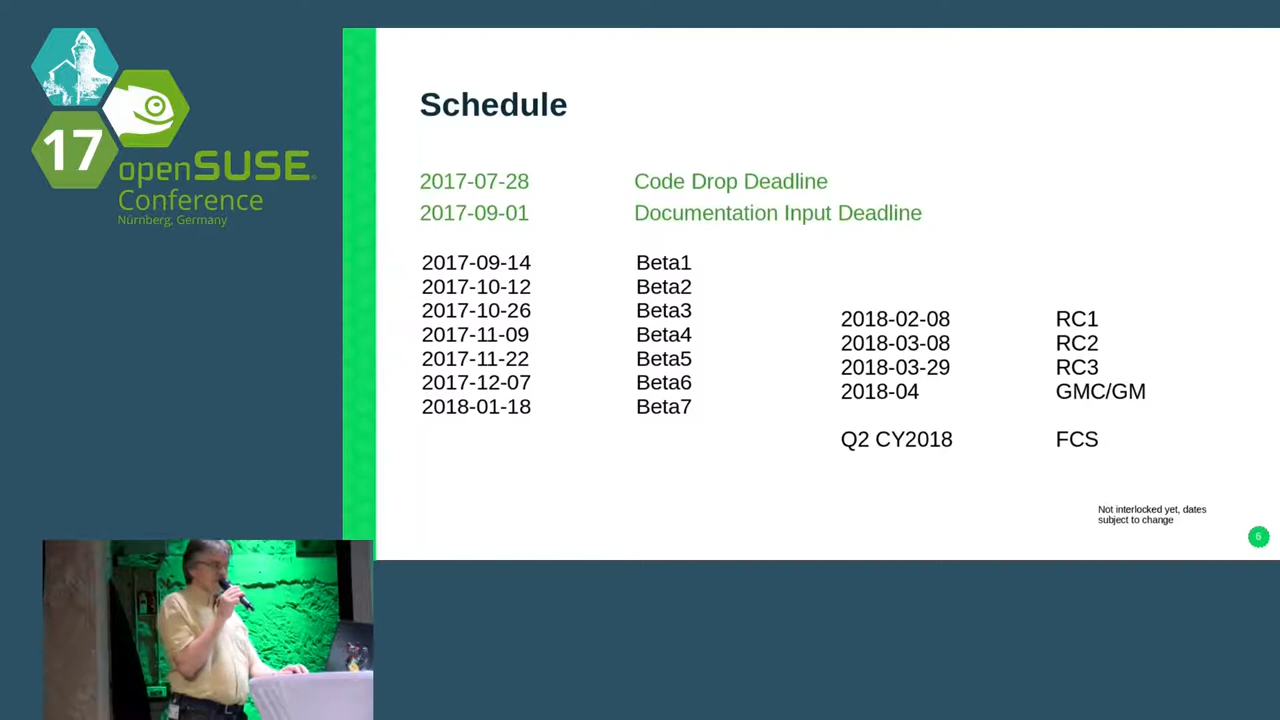 17
openSUSE
Conference
Nürnberg, Germany
Schedule
2017-07-28 Code Drop Deadline
2017-09-01 Documentation Input Deadline
2017-09-14 Beta1
2017-10-12 Beta2
2017-10-26 Beta3
2017-11-09 Beta4
2017-11-22 Beta5
2017-12-07 Beta6
2018-01-18 Beta7
2018-02-08 RC1
2018-03-08 RC2
2018-03-29 RC3
2018-04 GMC/GM
Q2 CY2018 FCS
Not interlocked yet, dates
subject to change
6